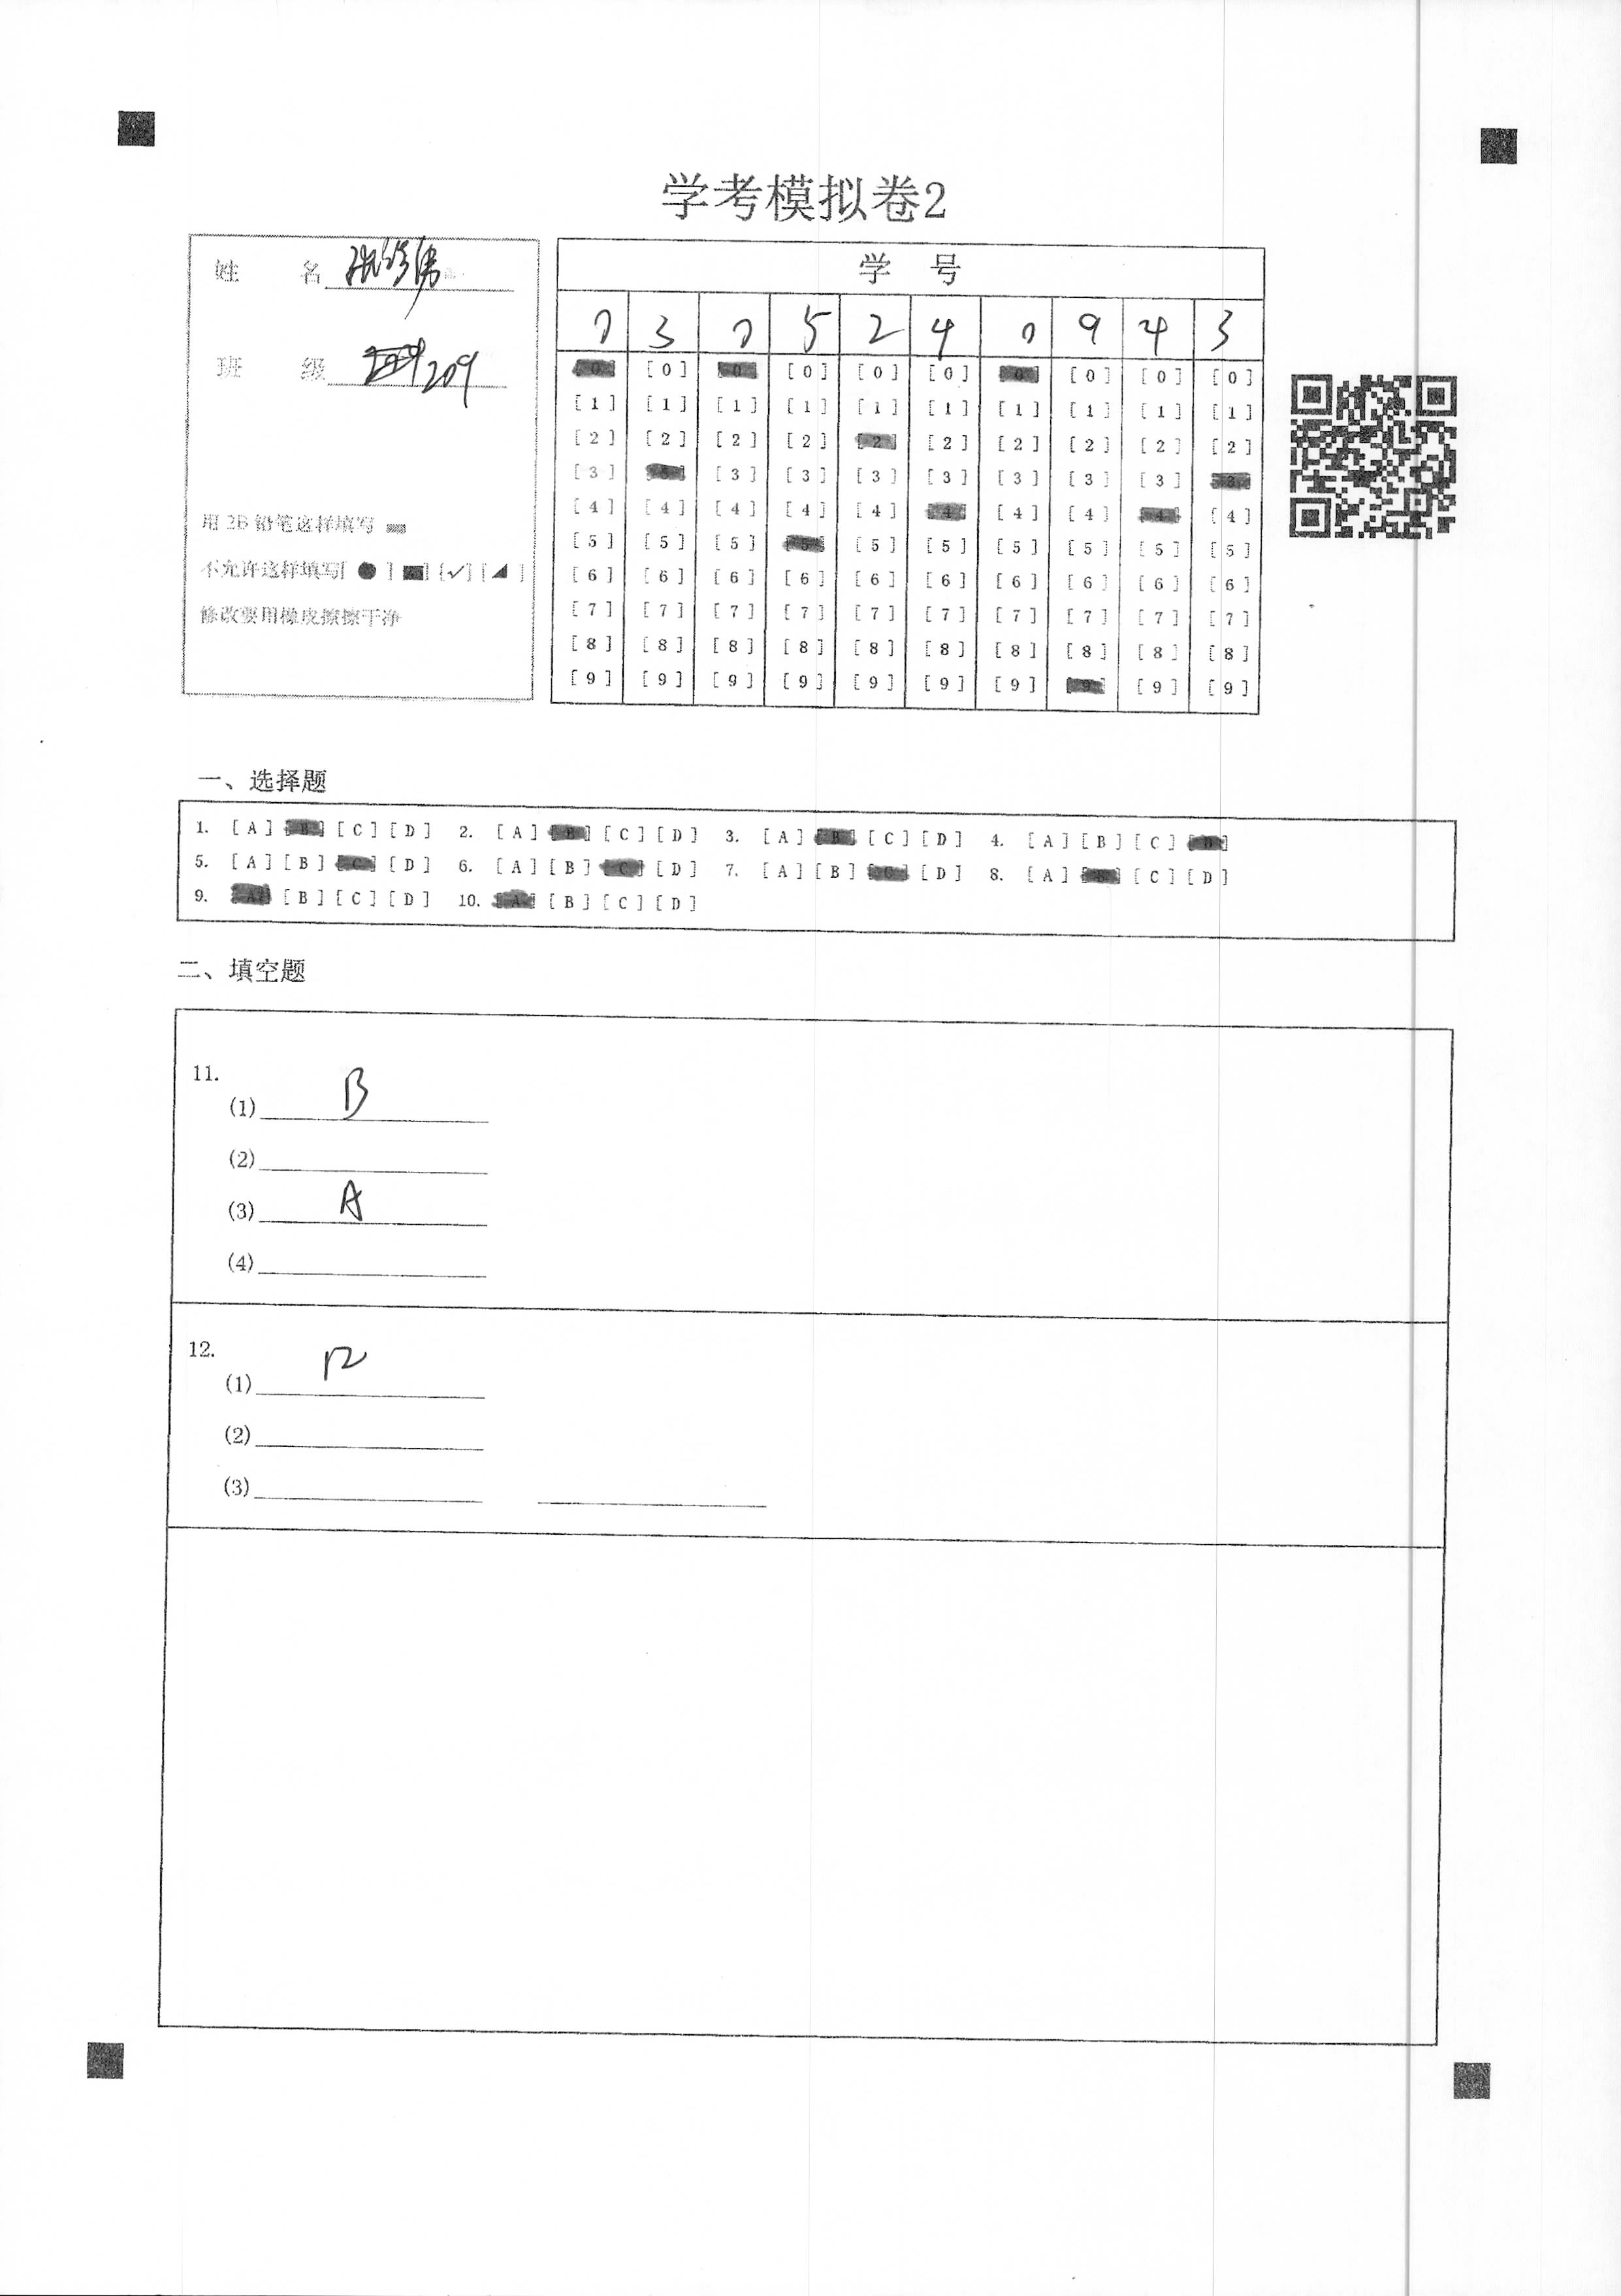 学考模拟卷2
姓 名
班 级 209
用 2B 铅笔这样填写
不允许这样填写[ ● ] [■] [✓] [◢ ]
修改要用橡皮擦擦干净
学 号
0 3 0 5 2 4 0 9 4 3
[0] [0] [0] [0] [0] [0] [0] [0] [0] [0]
[1] [1] [1] [1] [1] [1] [1] [1] [1] [1]
[2] [2] [2] [2] [2] [2] [2] [2] [2] [2]
[3] [3] [3] [3] [3] [3] [3] [3] [3] [3]
[4] [4] [4] [4] [4] [4] [4] [4] [4] [4]
[5] [5] [5] [5] [5] [5] [5] [5] [5] [5]
[6] [6] [6] [6] [6] [6] [6] [6] [6] [6]
[7] [7] [7] [7] [7] [7] [7] [7] [7] [7]
[8] [8] [8] [8] [8] [8] [8] [8] [8] [8]
[9] [9] [9] [9] [9] [9] [9] [9] [9] [9]
一、选择题
1. [A] [B] [C] [D] 2. [A] [B] [C] [D] 3. [A] [B] [C] [D] 4. [A] [B] [C] [D]
5. [A] [B] [C] [D] 6. [A] [B] [C] [D] 7. [A] [B] [C] [D] 8. [A] [B] [C] [D]
9. [A] [B] [C] [D] 10. [A] [B] [C] [D]
二、填空题
11.
(1) B
(2)
(3) A
(4)
12.
(1)
(2)
(3)